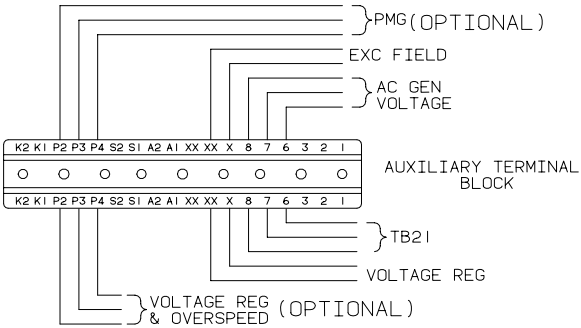 PMG (OPTIONAL)
EXC FIELD
AC GEN
VOLTAGE
K2 K1 P2 P3 P4 S2 S1 A2 A1 XX XX X 8 7 6 3 2 1
AUXILIARY TERMINAL
BLOCK
K2 K1 P2 P3 P4 S2 S1 A2 A1 XX XX X 8 7 6 3 2 1
TB21
VOLTAGE REG
VOLTAGE REG
& OVERSPEED (OPTIONAL)